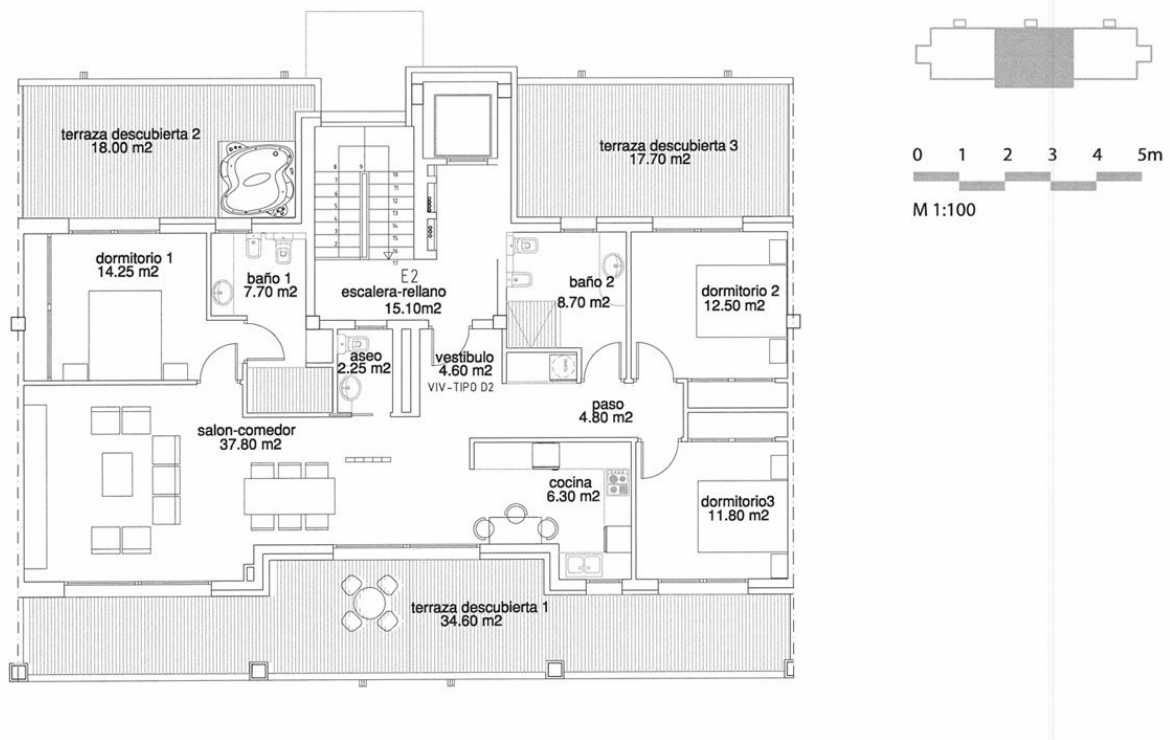 terraza descubierta 2
18.00 m2
terraza descubierta 3
17.70 m2
0 1 2 3 4 5m
M 1:100
dormitorio 1
14.25 m2
baño 1
7.70 m2
E2
escalera-rellano
15.10m2
baño 2
8.70 m2
dormitorio 2
12.50 m2
aseo
2.25 m2
vestibulo
4.60 m2
VIV-TIPO D2
paso
4.80 m2
salon-comedor
37.80 m2
cocina
6.30 m2
dormitorio3
11.80 m2
terraza descubierta 1
34.60 m2